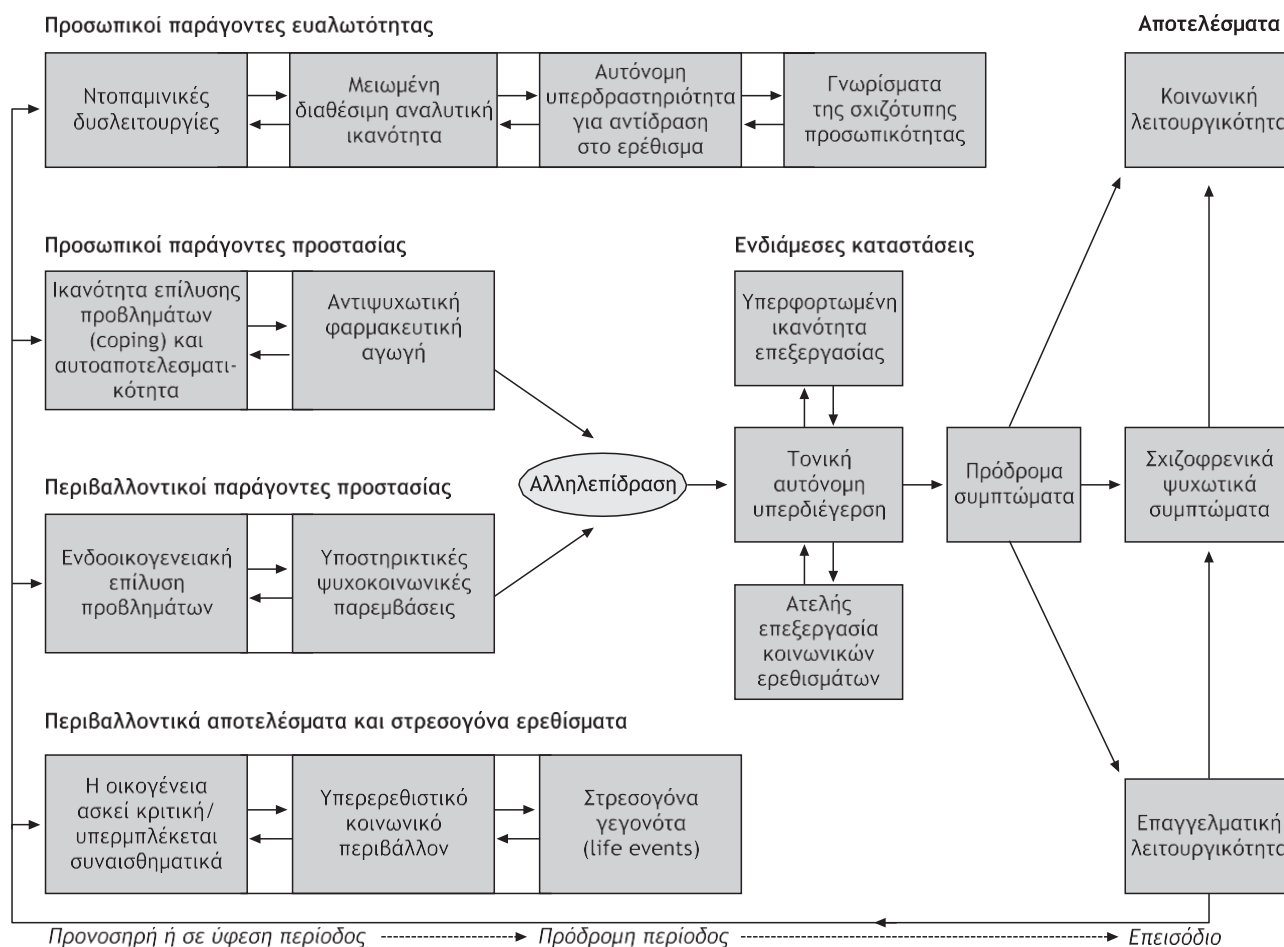 Προσωπικοί παράγοντες ευαλωτότητας
Αποτελέσματα
Ντοπαμινικές
δυσλειτουργίες
Μειωμένη
διαθέσιμη αναλυτική
ικανότητα
Αυτόνομη
υπερδραστηριότητα
για αντίδραση
στο ερέθισμα
Γνωρίσματα
της σχιζότυπης
προσωπικότητας
Κοινωνική
λειτουργικότητα
Προσωπικοί παράγοντες προστασίας
Ικανότητα επίλυσης
προβλημάτων
(coping) και
αυτοαποτελεσματι-
κότητα
Αντιψυχωτική
φαρμακευτική
αγωγή
Ενδιάμεσες καταστάσεις
Υπερφορτωμένη
ικανότητα
επεξεργασίας
Αλληλεπίδραση
Τονική
αυτόνομη
υπερδιέγερση
Πρόδρομα
συμπτώματα
Σχιζοφρενικά
ψυχωτικά
συμπτώματα
Περιβαλλοντικοί παράγοντες προστασίας
Ενδοοικογενειακή
επίλυση
προβλημάτων
Υποστηρικτικές
ψυχοκοινωνικές
παρεμβάσεις
Ατελής
επεξεργασία
κοινωνικών
ερεθισμάτων
Περιβαλλοντικά αποτελέσματα και στρεσογόνα ερεθίσματα
Η οικογένεια
ασκεί κριτική/
υπερμπλέκεται
συναισθηματικά
Υπερερεθιστικό
κοινωνικό
περιβάλλον
Στρεσογόνα
γεγονότα
(life events)
Επαγγελματική
λειτουργικότητα
Προνοσηρή ή σε ύφεση περίοδος
Πρόδρομη περίοδος
Επεισόδιο